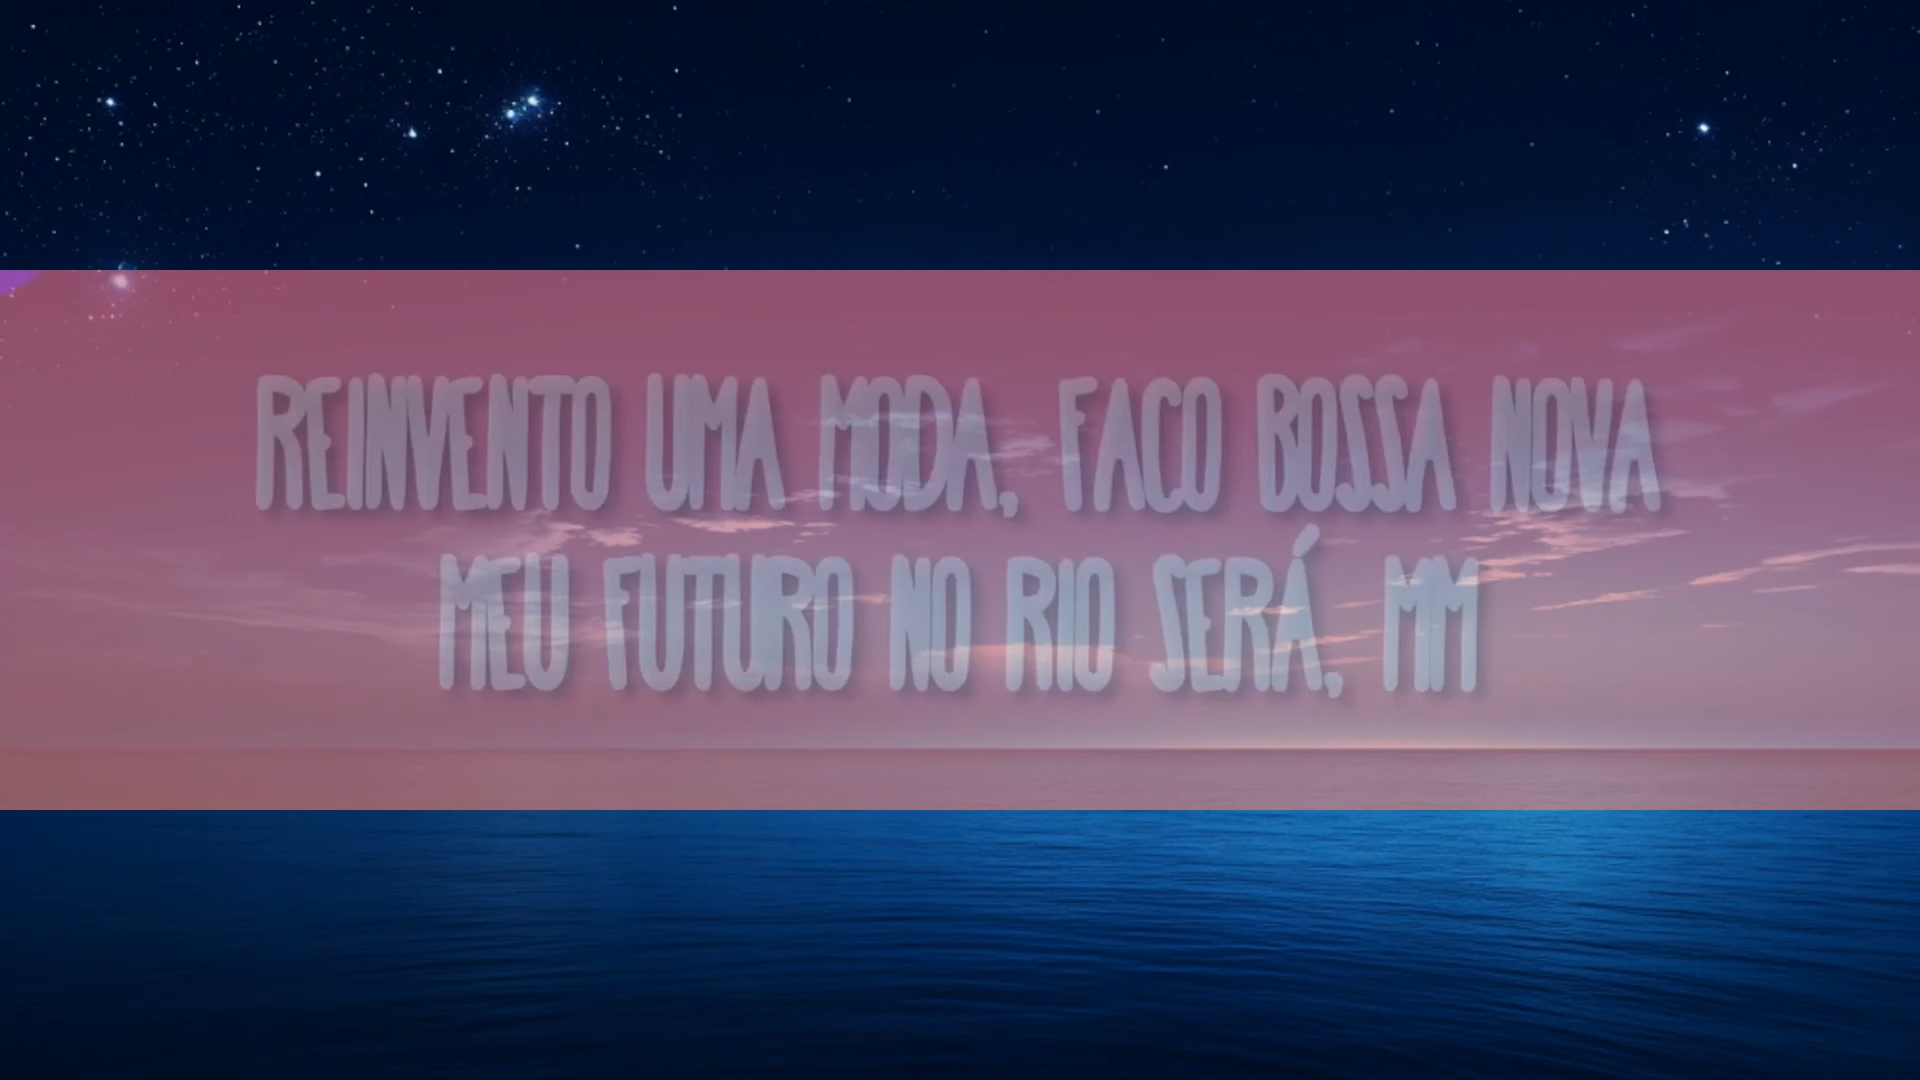 REINVENTO UMA MODA, FACO BOSSA NOVA
MEU FUTURO NO RIO SERÁ, MM